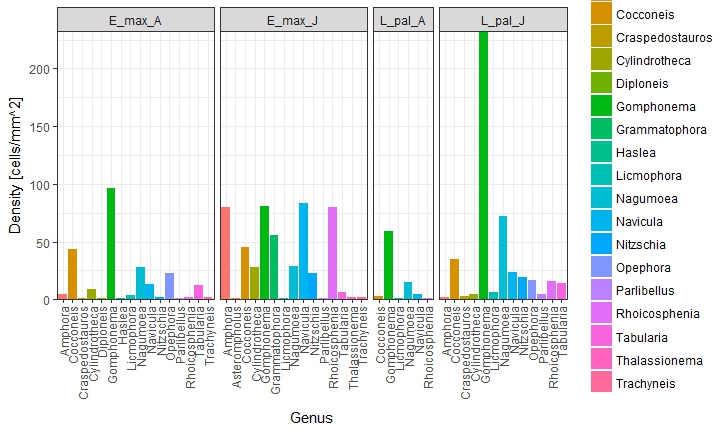 E_max_A
E_max_J
L_pal_A
L_pal_J
Density [cells/mm^2]
200
150
100
50
0
Amphora
Cocconeis
Craspedostauros
Cylindrotheca
Diploneis
Gomphonema
Haslea
Licmophora
Nagumoea
Navicula
Nitzschia
Opephora
Parlibellus
Rhoicosphenia
Tabularia
Trachyneis
Amphora
Cocconeis
Cylindrotheca
Gomphonema
Grammatophora
Licmophora
Nagumoea
Navicula
Nitzschia
Parlibellus
Rhoicosphenia
Tabularia
Thalassionema
Trachyneis
Cocconeis
Gomphonema
Licmophora
Nagumoea
Navicula
Rhoicosphenia
Amphora
Cocconeis
Craspedostauros
Cylindrotheca
Gomphonema
Licmophora
Nagumoea
Navicula
Nitzschia
Opephora
Parlibellus
Rhoicosphenia
Tabularia
Genus
Cocconeis
Craspedostauros
Cylindrotheca
Diploneis
Gomphonema
Grammatophora
Haslea
Licmophora
Nagumoea
Navicula
Nitzschia
Opephora
Parlibellus
Rhoicosphenia
Tabularia
Thalassionema
Trachyneis